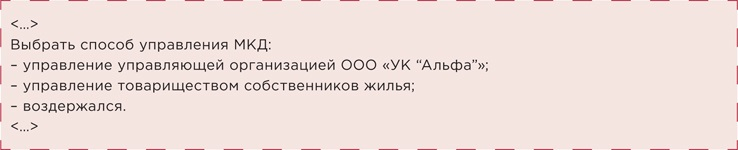 <...>
Выбрать способ управления МКД:
– управление управляющей организацией ООО «УК “Альфа”»;
– управление товариществом собственников жилья;
– воздержался.
<...>